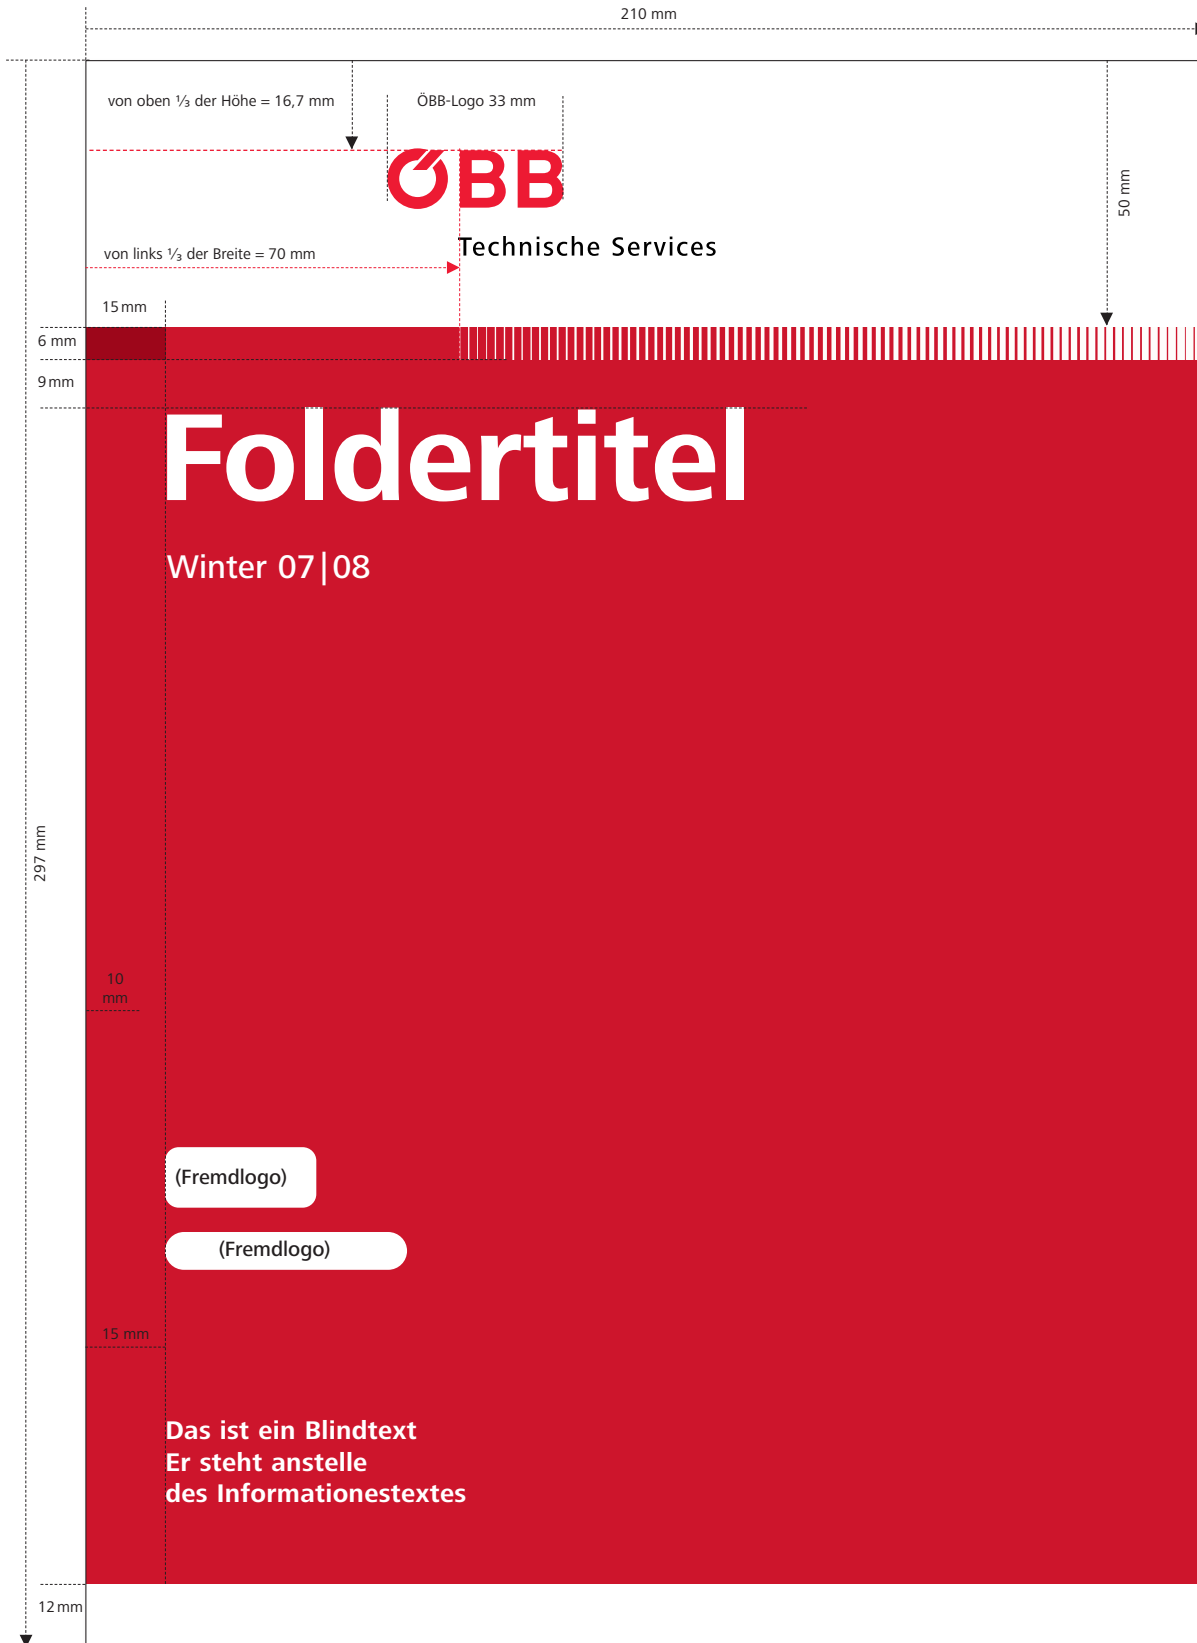 210 mm
von oben ⅓ der Höhe = 16,7 mm
ÖBB-Logo 33 mm
ÖBB
50 mm
Technische Services
von links ⅓ der Breite = 70 mm
15 mm
6 mm
9 mm
Foldertitel
Winter 07|08
297 mm
10
mm
(Fremdlogo)
(Fremdlogo)
15 mm
Das ist ein Blindtext
Er steht anstelle
des Informationestextes
12 mm